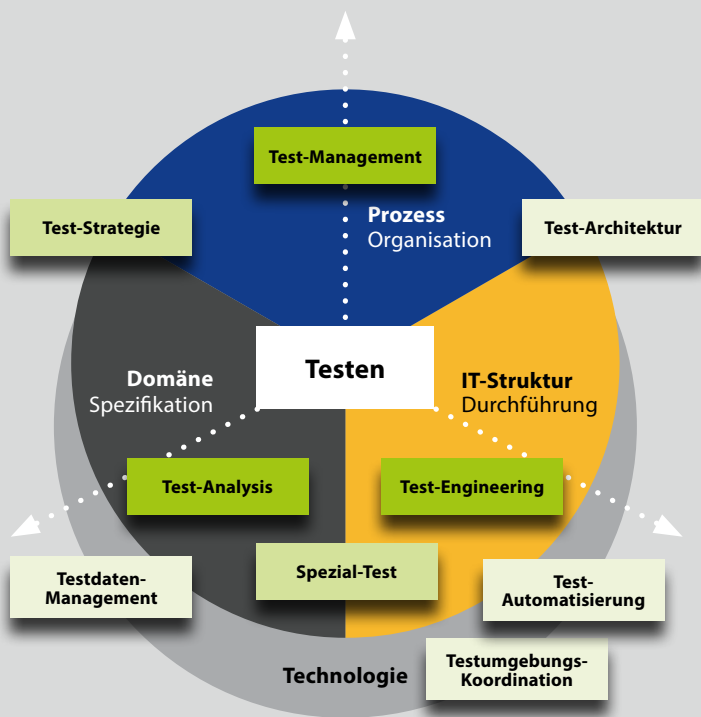 Test-Management
Test-Strategie
Prozess
Organisation
Test-Architektur
Testen
Domäne
Spezifikation
IT-Struktur
Durchführung
Test-Analysis
Test-Engineering
Spezial-Test
Testdaten-
Management
Test-
Automatisierung
Technologie
Testumgebungs-
Koordination